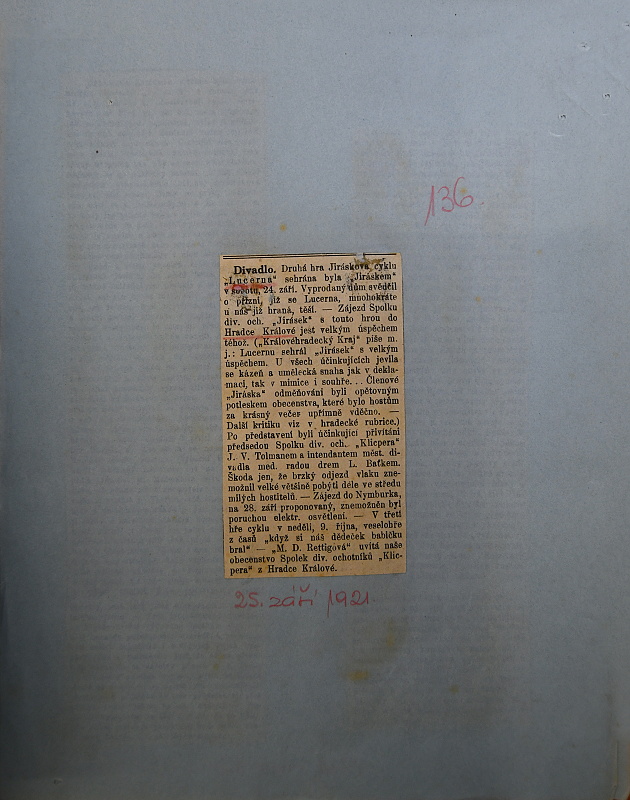 136
Divadlo. Druhá hra Jiráskova cyklu
„Lucerna“ sehrána byla „Jiráskem“
v sobotu, 24. září. Vyprodaný dům svědčil
o přízni, již se Lucerna, mnohokráte
u nás již hraná, těší. — Zájezd Spolku
div. och. „Jirásek“ s touto hrou do
Hradce Králové jest velkým úspěchem
téhož. („Královéhradecký Kraj“ píše m.
j.: Lucernu sehrál „Jirásek“ s velkým
úspěchem. U všech účinkujících jevila
se kázeň a umělecká snaha jak v dekla-
maci, tak v mimice i souhře... Členové
„Jiráska“ odměňováni byli opětovným
potleskem obecenstva, které bylo hostům
za krásný večer upřímně vděčno. —
Další kritiku viz v hradecké rubrice.)
Po představení byli účinkující přivítáni
předsedou Spolku div. och. „Klicpera“
J. V. Tolmanem a intendantem měst. di-
vadla med. radou drem L. Baťkem.
Škoda jen, že brzký odjezd vlaku zne-
možnil velké většině pobýti déle ve středu
milých hostitelů. — Zájezd do Nymburka,
na 28. září proponovaný, znemožněn byl
poruchou elektr. osvětlení. — V třetí
hře cyklu v neděli, 9. října, veselohře
z časů „když si náš dědeček babičku
bral“ — „M. D. Rettigová“ uvítá naše
obecenstvo Spolek div. ochotníků „Klic-
pera“ z Hradce Králové.
25. září 1921.